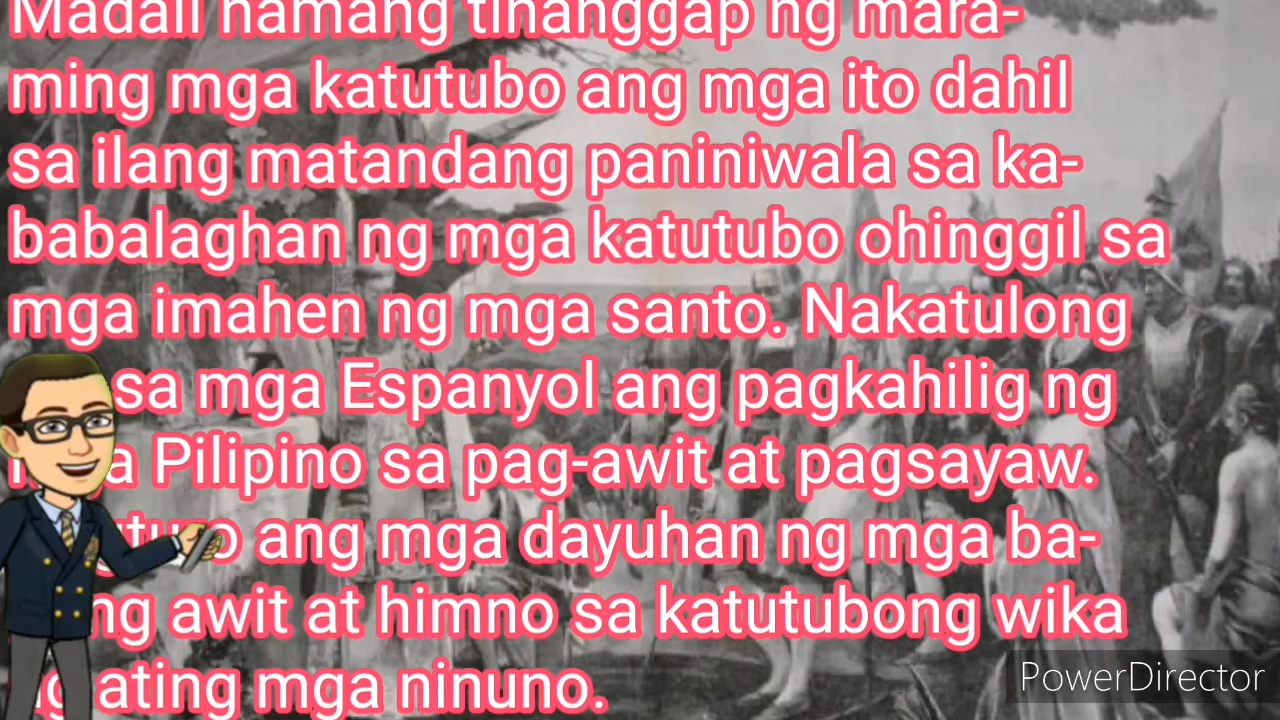 Madali namang tinanggap ng mara-
ming mga katutubo ang mga ito dahil
sa ilang matandang paniniwala sa ka-
babalaghan ng mga katutubo ohinggil sa
mga imahen ng mga santo. Nakatulong
sa mga Espanyol ang pagkahilig ng
Pilipino sa pag-awit at pagsayaw.
ang mga dayuhan ng mga ba-
awit at himno sa katutubong wika
ating mga ninuno.
PowerDirector